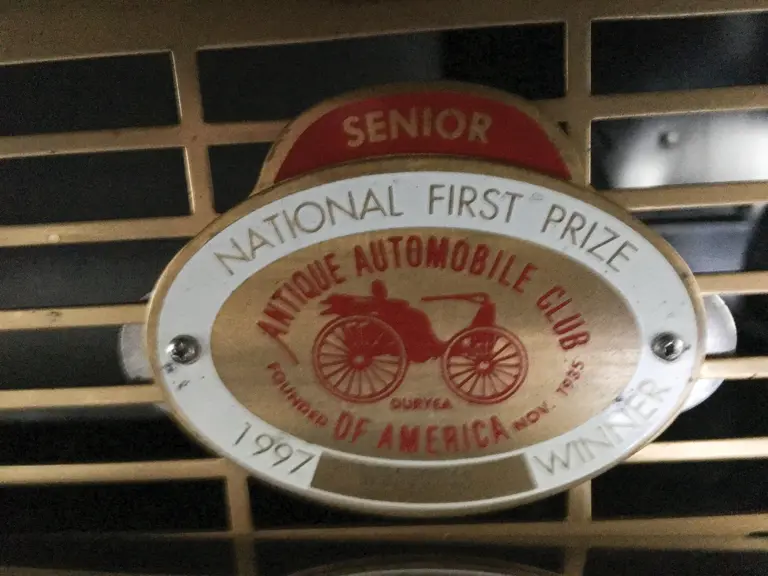 SENIOR
NATIONAL FIRST PRIZE
ANTIQUE AUTOMOBILE CLUB
OF AMERICA
FOUNDED NOV. 1935
DURYEA
1997 WINNER